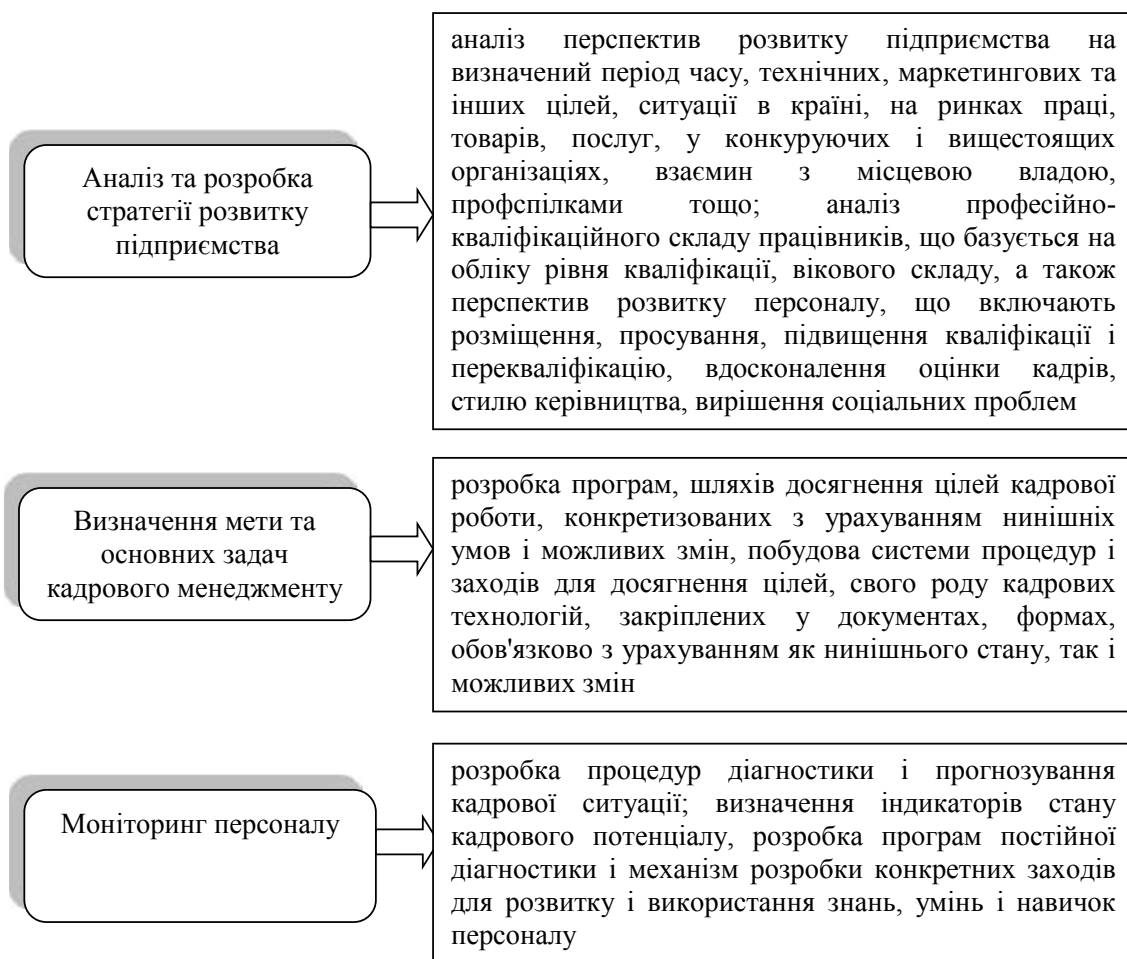 Аналіз та розробка
стратегії розвитку
підприємства
аналіз перспектив розвитку підприємства на
визначений період часу, технічних, маркетингових та
інших цілей, ситуації в країні, на ринках праці,
товарів, послуг, у конкуруючих і вищестоящих
організаціях, взаємин з місцевою владою,
профспілками тощо; аналіз професійно-
кваліфікаційного складу працівників, що базується на
обліку рівня кваліфікації, вікового складу, а також
перспектив розвитку персоналу, що включають
розміщення, просування, підвищення кваліфікації і
перекваліфікацію, вдосконалення оцінки кадрів,
стилю керівництва, вирішення соціальних проблем
Визначення мети та
основних задач
кадрового менеджменту
розробка програм, шляхів досягнення цілей кадрової
роботи, конкретизованих з урахуванням нинішніх
умов і можливих змін, побудова системи процедур і
заходів для досягнення цілей, свого роду кадрових
технологій, закріплених у документах, формах,
обов'язково з урахуванням як нинішнього стану, так і
можливих змін
Моніторинг персоналу
розробка процедур діагностики і прогнозування
кадрової ситуації; визначення індикаторів стану
кадрового потенціалу, розробка програм постійної
діагностики і механізм розробки конкретних заходів
для розвитку і використання знань, умінь і навичок
персоналу